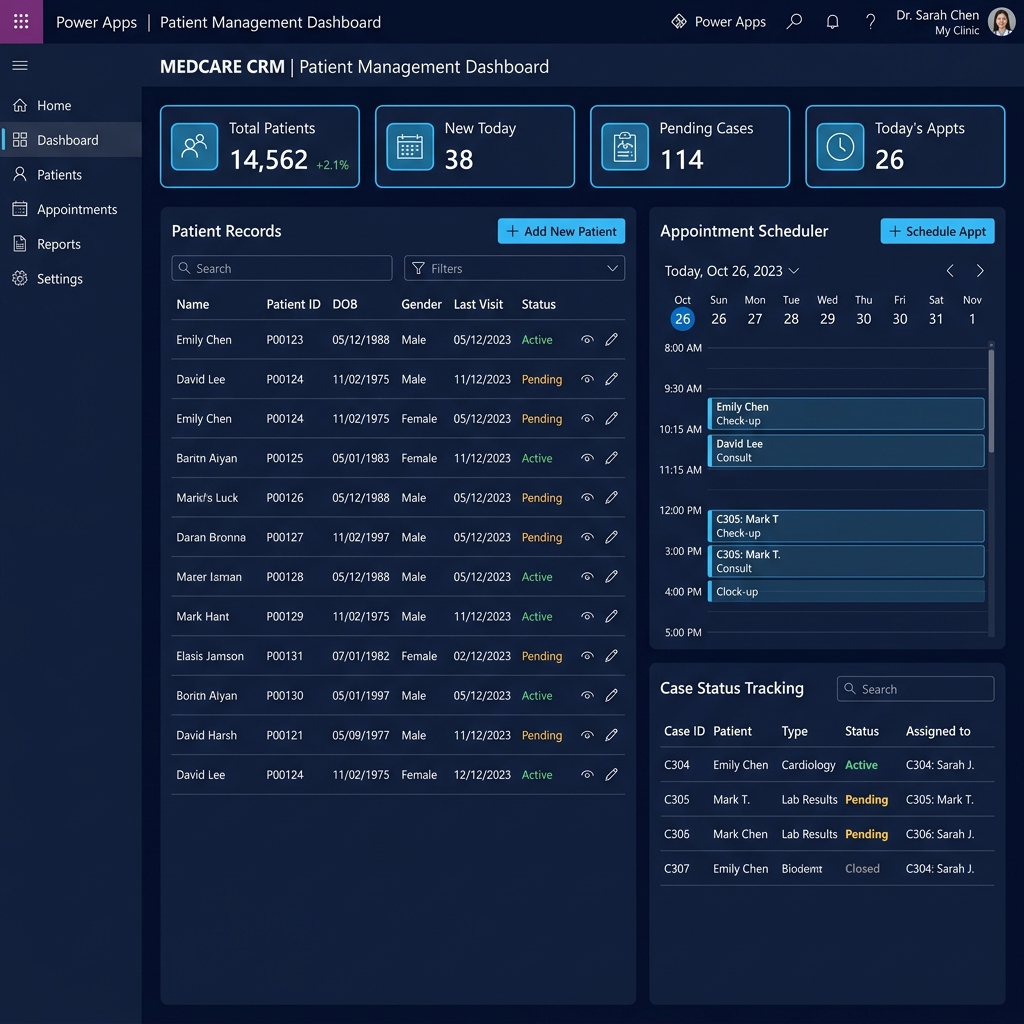 Power Apps | Patient Management Dashboard
Power Apps
Dr. Sarah Chen
My Clinic
MEDCARE CRM | Patient Management Dashboard
Home
Dashboard
Patients
Appointments
Reports
Settings
Total Patients
14,562 +2.1%
New Today
38
Pending Cases
114
Today's Appts
26
Patient Records
+ Add New Patient
Search
Filters
Name Patient ID DOB Gender Last Visit Status
Emily Chen P00123 05/12/1988 Male 05/12/2023 Active
David Lee P00124 11/02/1975 Male 11/12/2023 Pending
Emily Chen P00124 11/02/1975 Female 05/12/2023 Pending
Baritn Aiyan P00125 05/01/1983 Female 11/12/2023 Active
Luck P00126 05/12/1988 Male 05/12/2023 Pending
Daran Bronna P00127 11/02/1997 Male 05/12/2023 Pending
Marer Isman P00128 05/12/1988 Male 05/12/2023 Active
Mark Hant P00129 11/02/1975 Male 11/12/2023 Active
Elasis Jamson P00131 07/01/1982 Female 02/12/2023 Pending
Boritn Alyan P00130 05/01/1997 Male 05/12/2023 Active
David Harsh P00121 05/09/1977 Male 11/12/2023 Pending
David Lee P00124 11/02/1975 Female 12/12/2023 Active
Appointment Scheduler
+ Schedule Appt
Today, Oct 26, 2023
Oct Sun Mon Tue Wed Thu Fri Sat Nov
26 26 27 28 29 30 30 31 1
8:00 AM
9:30 AM
Emily Chen
Check-up
10:15 AM
David Lee
Consult
11:15 AM
12:00 PM
C305: Mark T
Check-up
3:00 PM
C305: Mark T.
Consult
4:00 PM
Clock-up
5:00 PM
Case Status Tracking
Search
Case ID Patient Type Status Assigned to
C304 Emily Chen Cardiology Active C304: Sarah J.
C305 Mark T. Lab Results Pending C305: Mark T.
C306 Mark Chen Lab Results Pending C306: Sarah J.
C307 Emily Chen Closed C304: Sarah J.